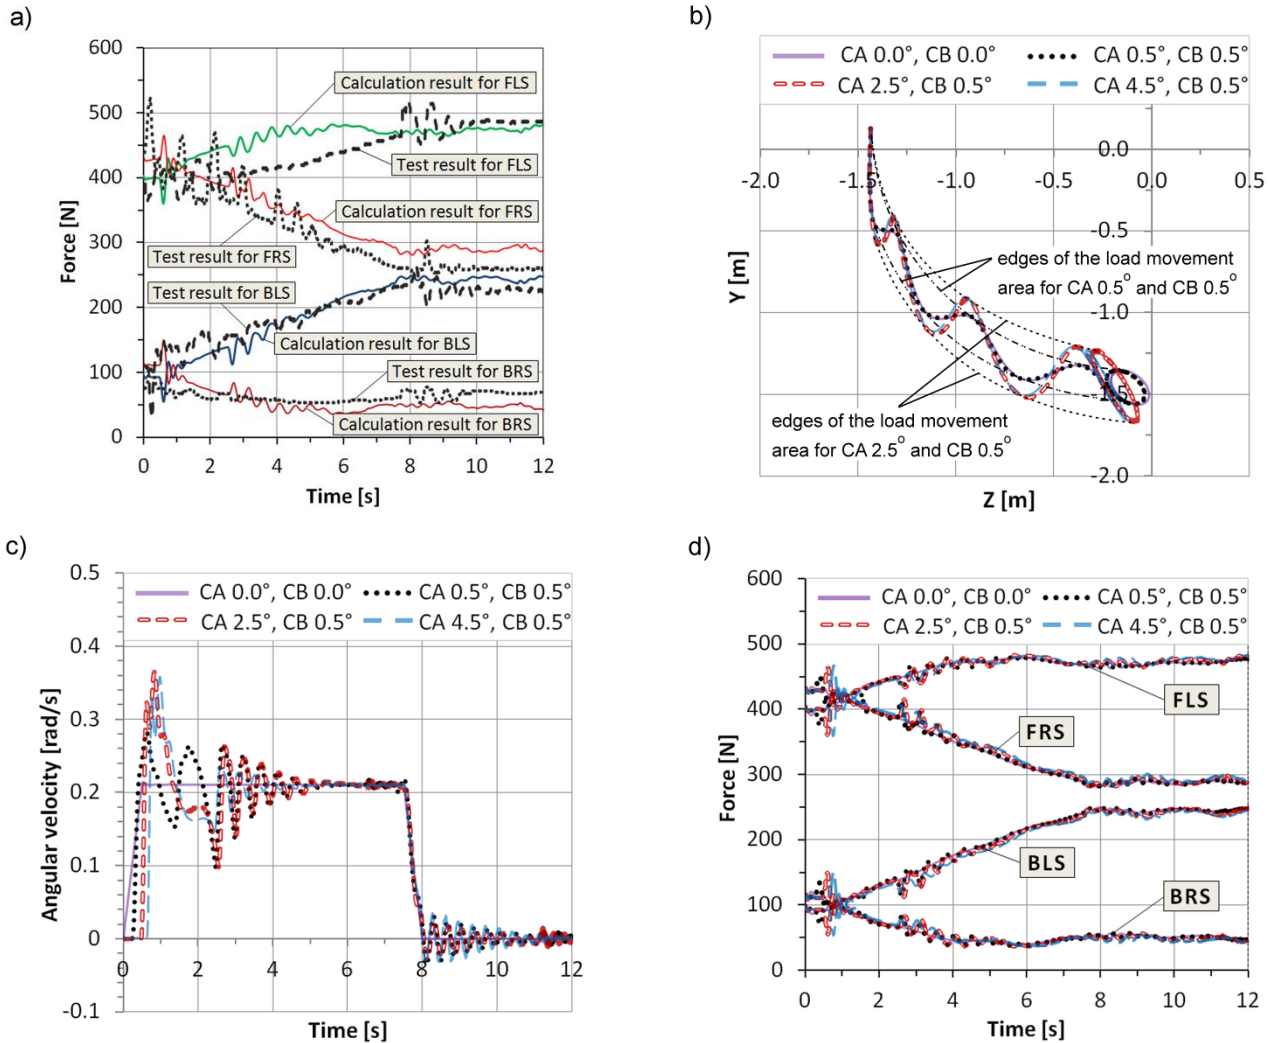 a)
600
500
400
300
200
100
0
Force [N]
Calculation result for FLS
Test result for FLS
Calculation result for FRS
Test result for FRS
Test result for BLS
Calculation result for BLS
Test result for BRS
Calculation result for BRS
0 2 4 6 8 10 12
Time [s]
b)
CA 0.0°, CB 0.0° CA 0.5°, CB 0.5°
CA 2.5°, CB 0.5° CA 4.5°, CB 0.5°
0.0
-2.0 -1.5 -1.0 -0.5 0.0 0.5
-0.5
edges of the load movement
area for CA 0.5° and CB 0.5°
-1.0
Y [m]
edges of the load movement
area for CA 2.5° and CB 0.5°
-2.0
Z [m]
c)
0.5
CA 0.0°, CB 0.0° CA 0.5°, CB 0.5°
CA 2.5°, CB 0.5° CA 4.5°, CB 0.5°
0.4
0.3
0.2
0.1
0
-0.1
Angular velocity [rad/s]
0 2 4 6 8 10 12
Time [s]
d)
600
CA 0.0°, CB 0.0° CA 0.5°, CB 0.5°
CA 2.5°, CB 0.5° CA 4.5°, CB 0.5°
500
400
300
200
100
0
Force [N]
FLS
FRS
BLS
BRS
0 2 4 6 8 10 12
Time [s]